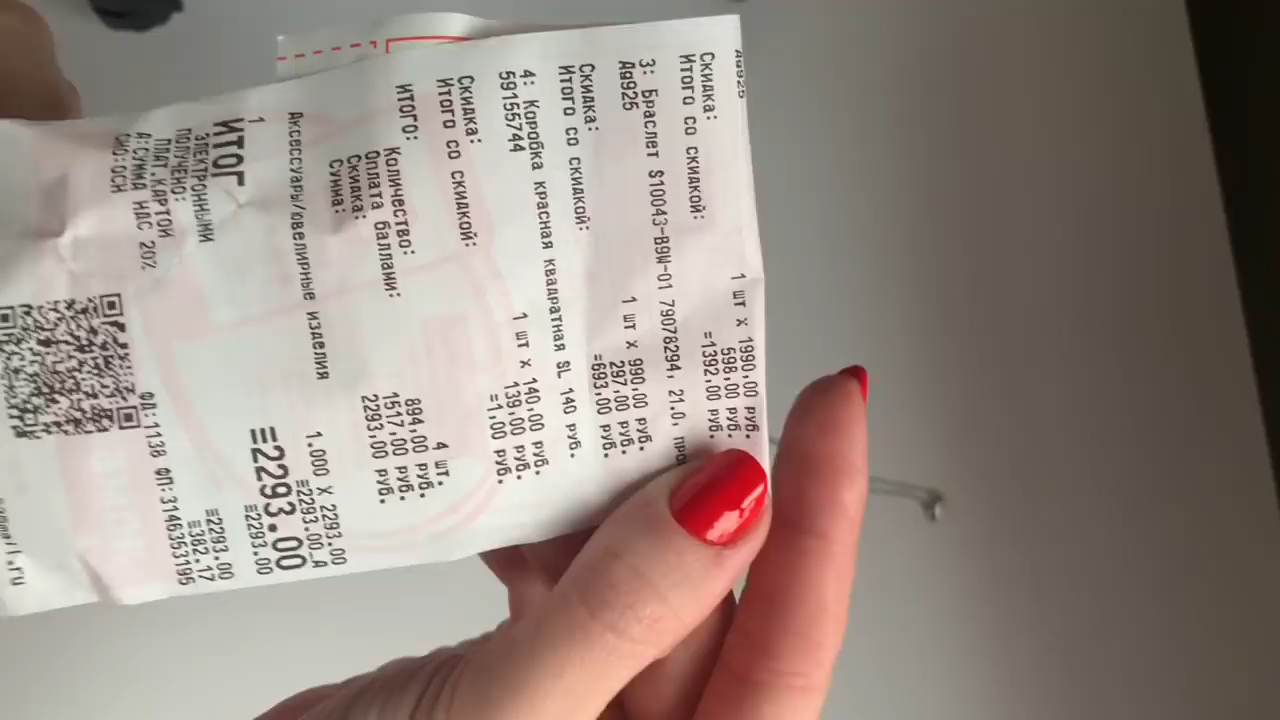 Ag925
1 шт X 1990,00 руб.
Скидка: 598,00 руб.
Итого со скидкой: =1392,00 руб.
3: Браслет S10043-B9W-01 79078294, 21.0,
Ag925
1 шт X 990,00 руб.
Скидка: 297,00 руб.
Итого со скидкой: =693,00 руб.
4: Коробка красная квадратная SL 140 руб.
59155744
1 шт X 140,00 руб.
Скидка: 139,00 руб.
Итого со скидкой: =1,00 руб.
ИТОГО: Количество: 4 шт.
Оплата баллами: 894,00 руб.
Скидка: 1517,00 руб.
Сумма: 2293,00 руб.
Аксессуары/ювелирные изделия
1.000 X 2293.00
1 ≡2293.00_А
ИТОГ ≡2293.00
ЭЛЕКТРОННЫМИ ≡2293.00
ПОЛУЧЕНО:
ПЛАТ.КАРТОЙ ≡2293.00
А:СУММА НДС 20% ≡382.17
СНО:ОСН ФД:1138 ФП:3146353195